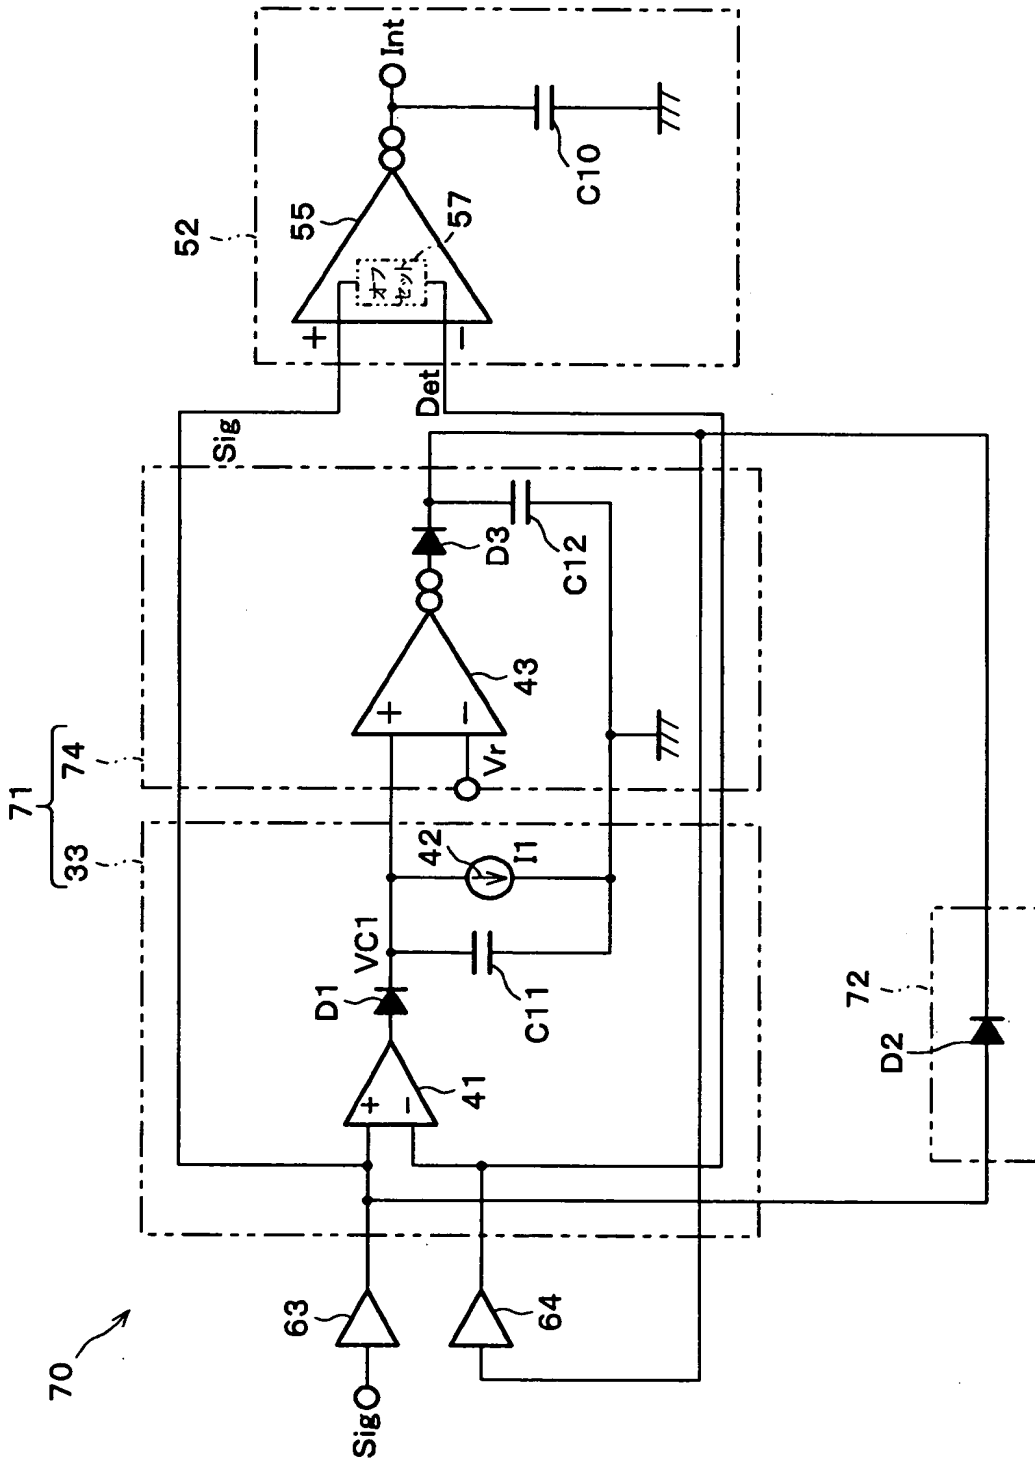 70
Sig
63
64
71
33
74
D1
VC1
41
C11
42
I1
Vr
43
D3
C12
Sig
Det
52
55
オフ
セット
57
+
−
+
−
+
−
Int
C10
72
D2